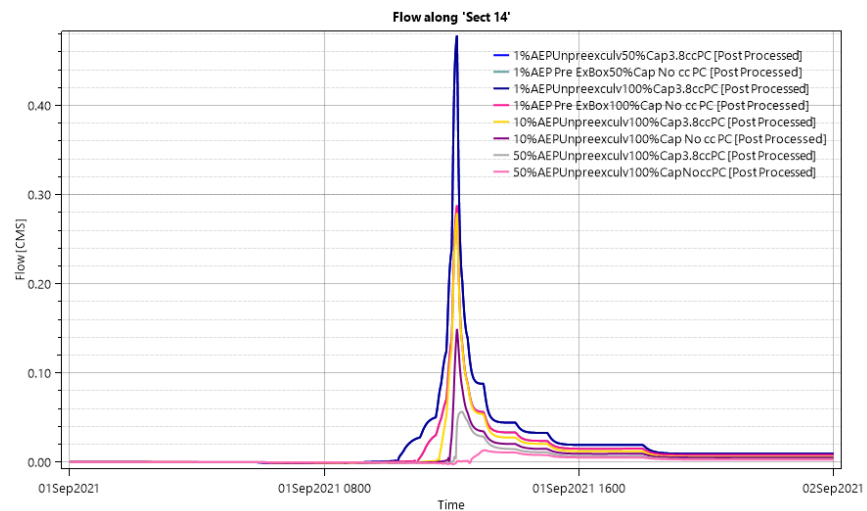 Flow along 'Sect 14'
1%AEPUnpreexculv50%Cap3.8ccPC [Post Processed]
1%AEP Pre ExBox50%Cap No cc PC [Post Processed]
1%AEPUnpreexculv100%Cap3.8ccPC [Post Processed]
1%AEP Pre ExBox100%Cap No cc PC [Post Processed]
10%AEPUnpreexculv100%Cap3.8ccPC [Post Processed]
10%AEPUnpreexculv100%Cap No cc PC [Post Processed]
50%AEPUnpreexculv100%Cap3.8ccPC [Post Processed]
50%AEPUnpreexculv100%CapNoccPC [Post Processed]
0.40
0.30
0.20
0.10
0.00
Flow [CMS]
01Sep2021
01Sep2021 0800
01Sep2021 1600
02Sep2021
Time